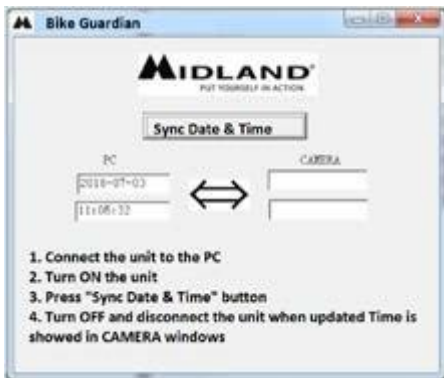 Bike Guardian
MIDLAND
PUT YOURSELF IN ACTION
Sync Date & Time
PC
CAMERA
2018-07-03
11:05:32
1. Connect the unit to the PC
2. Turn ON the unit
3. Press "Sync Date & Time" button
4. Turn OFF and disconnect the unit when updated Time is
showed in CAMERA windows